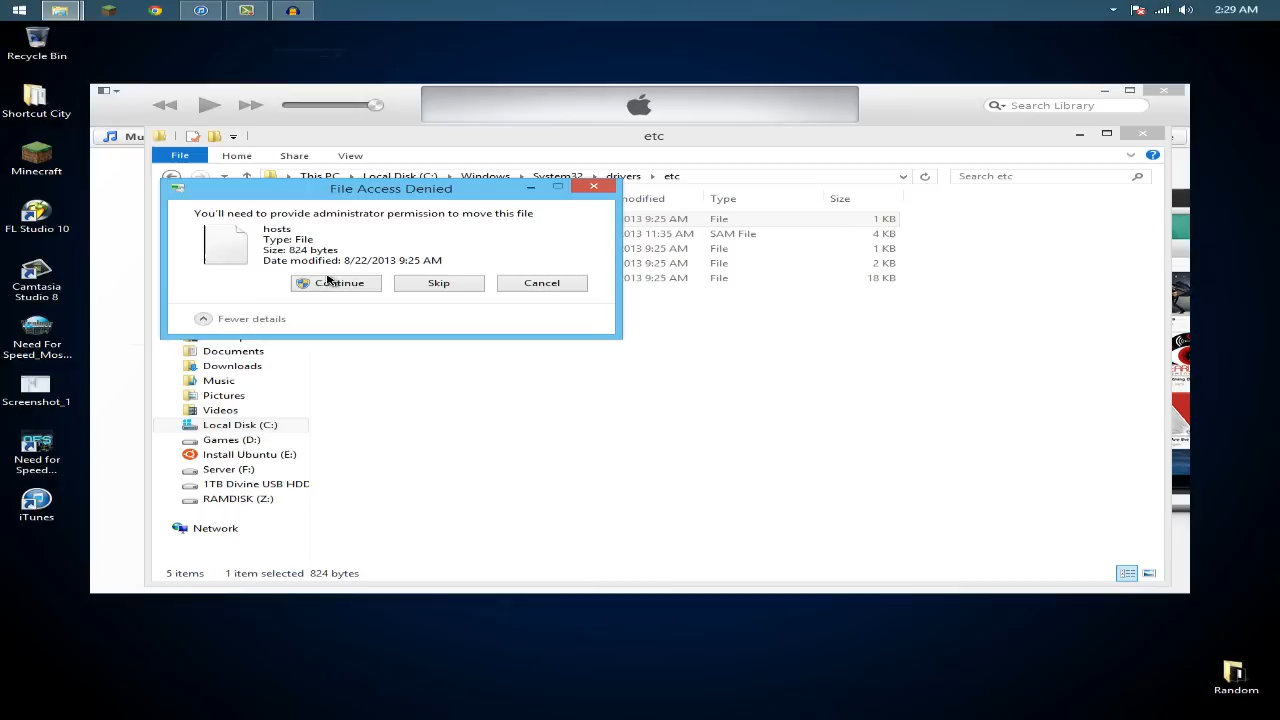 2:29 AM
Recycle Bin
Shortcut City
Minecraft
FL Studio 10
Camtasia
Studio 8
Need For
Speed_Mos...
Screenshot_1
Need for
Speed...
iTunes
Random
Search Library
Mu
etc
File
Home
Share
View
This PC
Local Disk (C:)
Windows
System32
drivers
etc
Search etc
modified
Type
Size
2013 9:25 AM
File
1 KB
2013 11:35 AM
SAM File
4 KB
2013 9:25 AM
File
1 KB
2013 9:25 AM
File
2 KB
2013 9:25 AM
File
18 KB
File Access Denied
You'll need to provide administrator permission to move this file
hosts
Type: File
Size: 824 bytes
Date modified: 8/22/2013 9:25 AM
Continue
Skip
Cancel
Fewer details
Documents
Downloads
Music
Pictures
Videos
Local Disk (C:)
Games (D:)
Install Ubuntu (E:)
Server (F:)
1TB Divine USB HDD
RAMDISK (Z:)
Network
5 items
1 item selected
824 bytes